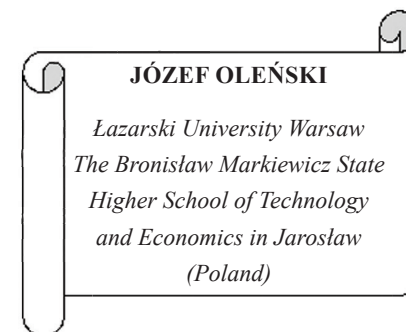 JÓZEF OLEŃSKI
Łazarski University Warsaw
The Bronisław Markiewicz State
Higher School of Technology
and Economics in Jarosław
(Poland)